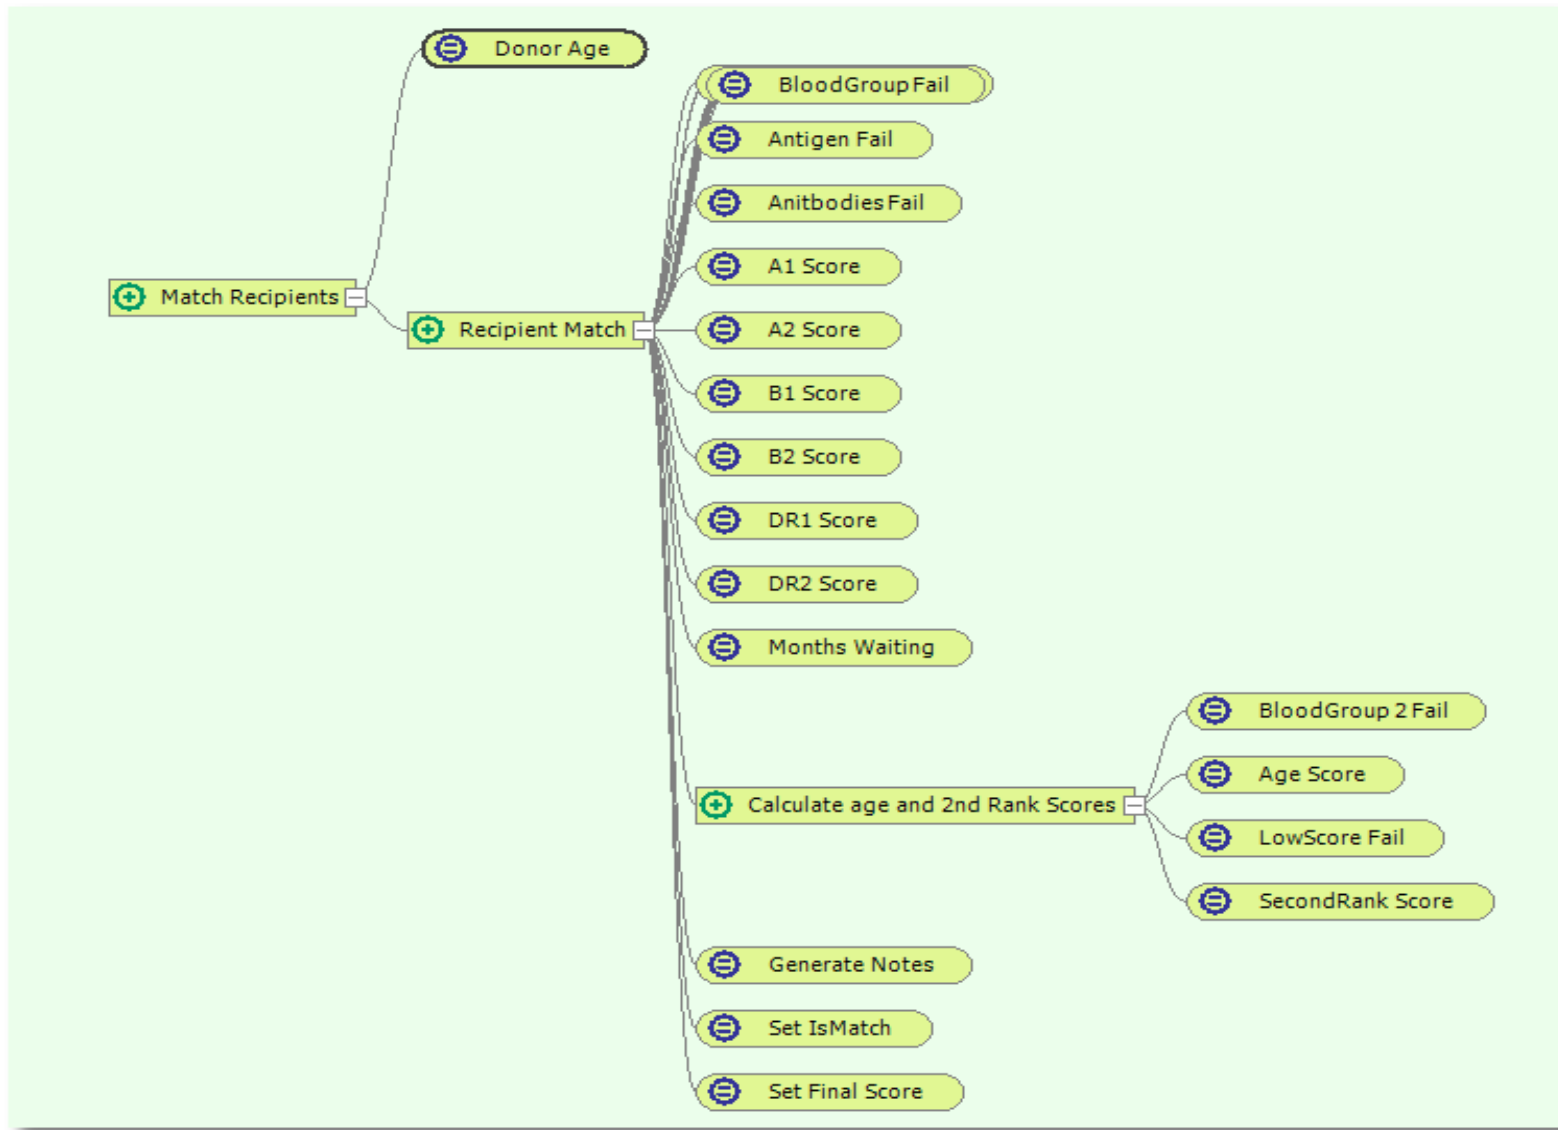 Donor Age
BloodGroup Fail
Antigen Fail
Anitbodies Fail
A1 Score
Match Recipients
Recipient Match
A2 Score
B1 Score
B2 Score
DR1 Score
DR2 Score
Months Waiting
BloodGroup 2 Fail
Age Score
Calculate age and 2nd Rank Scores
LowScore Fail
SecondRank Score
Generate Notes
Set IsMatch
Set Final Score